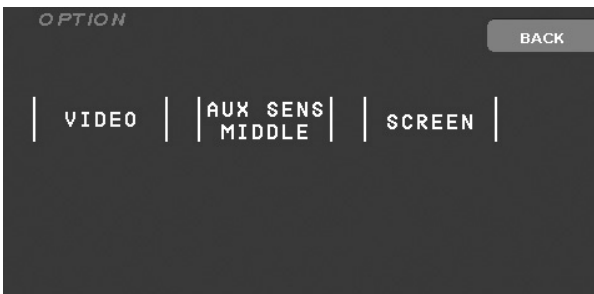 OPTION
BACK
VIDEO
AUX SENS
MIDDLE
SCREEN